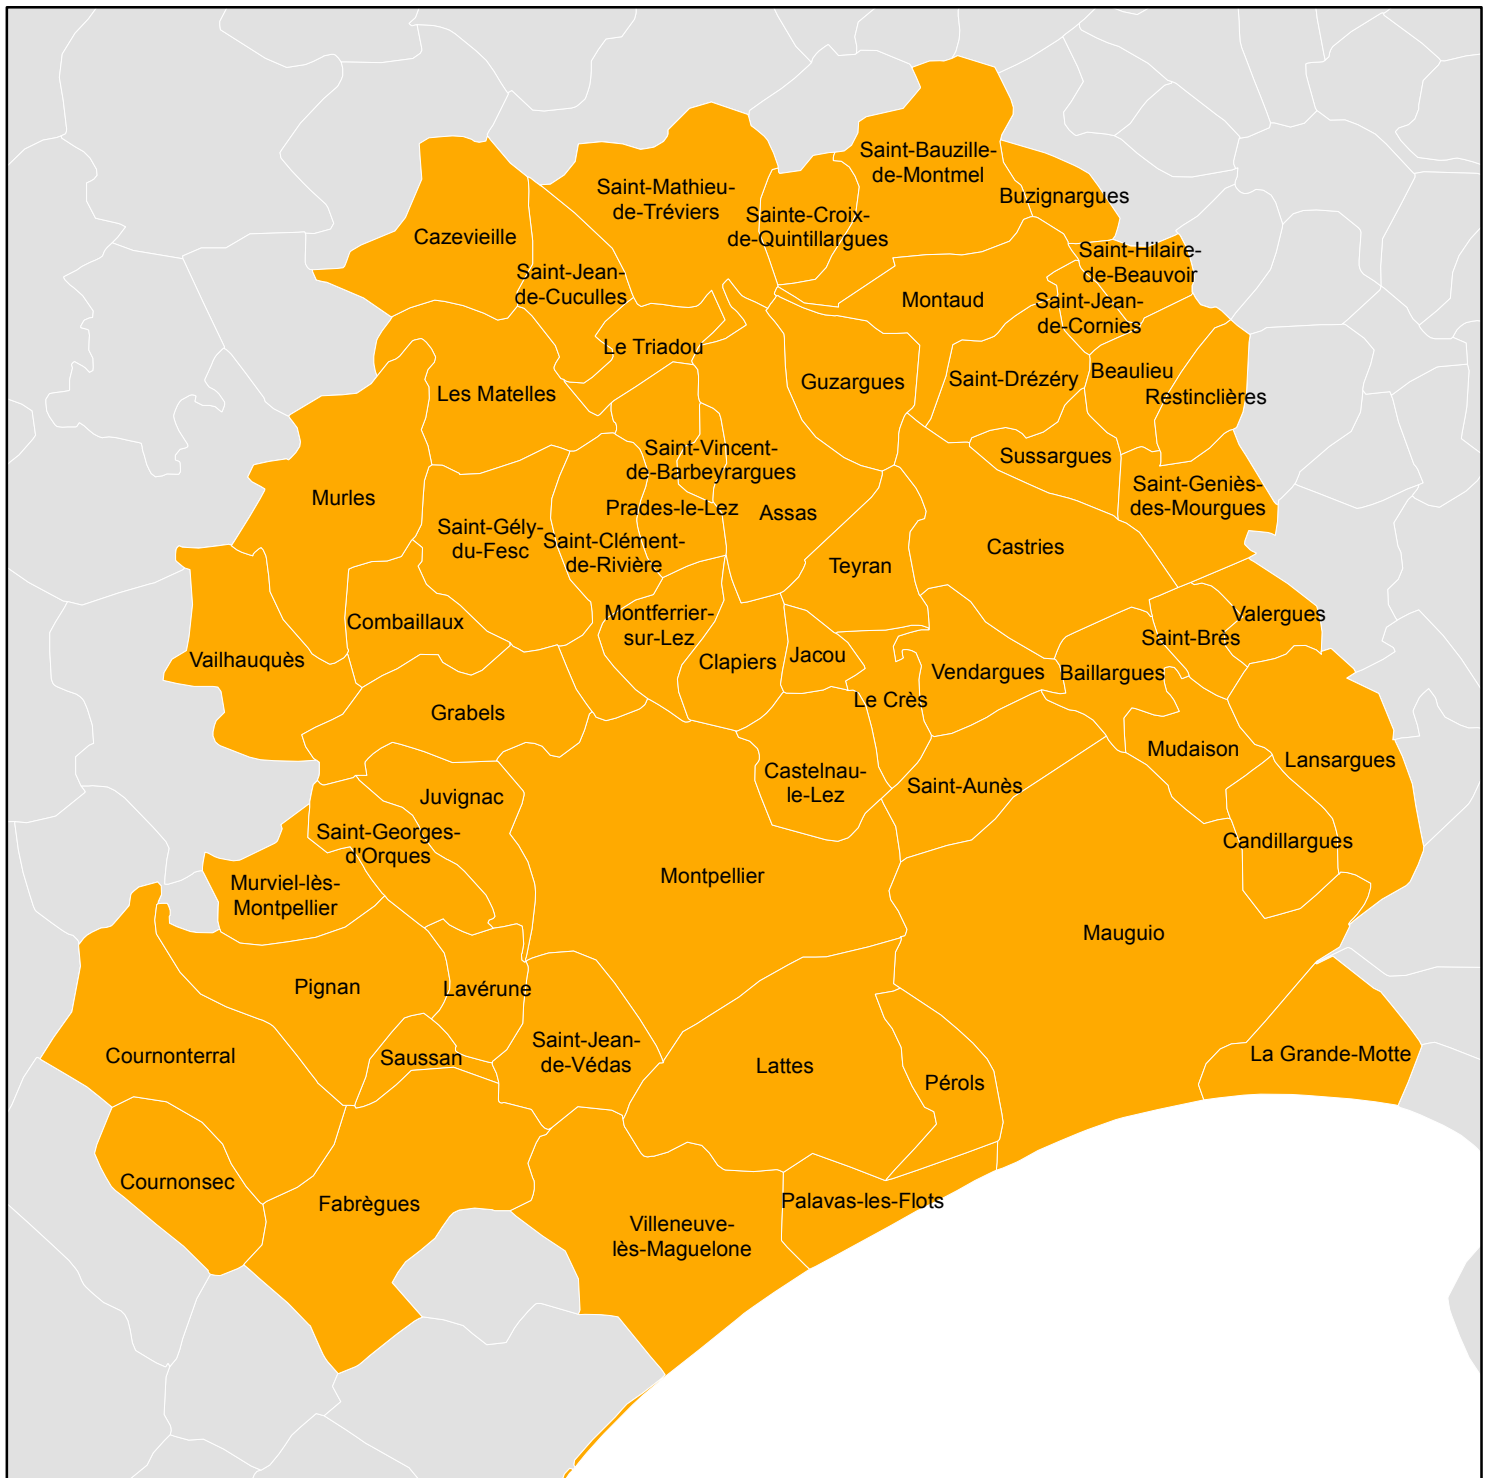 Saint-Bauzille-
de-Montmel
Saint-Mathieu-
de-Tréviers
Buzignargues
Sainte-Croix-
de-Quintillargues
Cazevieille
Saint-Hilaire-
de-Beauvoir
Saint-Jean-
de-Cuculles
Montaud
Saint-Jean-
de-Cornies
Le Triadou
Guzargues
Saint-Drézéry
Beaulieu
Les Matelles
Restinclières
Saint-Vincent-
de-Barbeyrargues
Sussargues
Murles
Saint-Geniès-
des-Mourgues
Prades-le-Lez
Assas
Saint-Gély-
du-Fesc
Saint-Clément-
de-Rivière
Castries
Teyran
Combaillaux
Montferrier-
sur-Lez
Valergues
Saint-Brès
Vailhauquès
Clapiers
Jacou
Vendargues
Baillargues
Le Crès
Grabels
Mudaison
Lansargues
Castelnau-
le-Lez
Saint-Aunès
Juvignac
Saint-Georges-
d'Orques
Candillargues
Murviel-lès-
Montpellier
Montpellier
Mauguio
Pignan
Lavérune
Cournonterral
Saussan
Saint-Jean-
de-Védas
Lattes
La Grande-Motte
Pérols
Cournonsec
Fabrègues
Palavas-les-Flots
Villeneuve-
lès-Maguelone